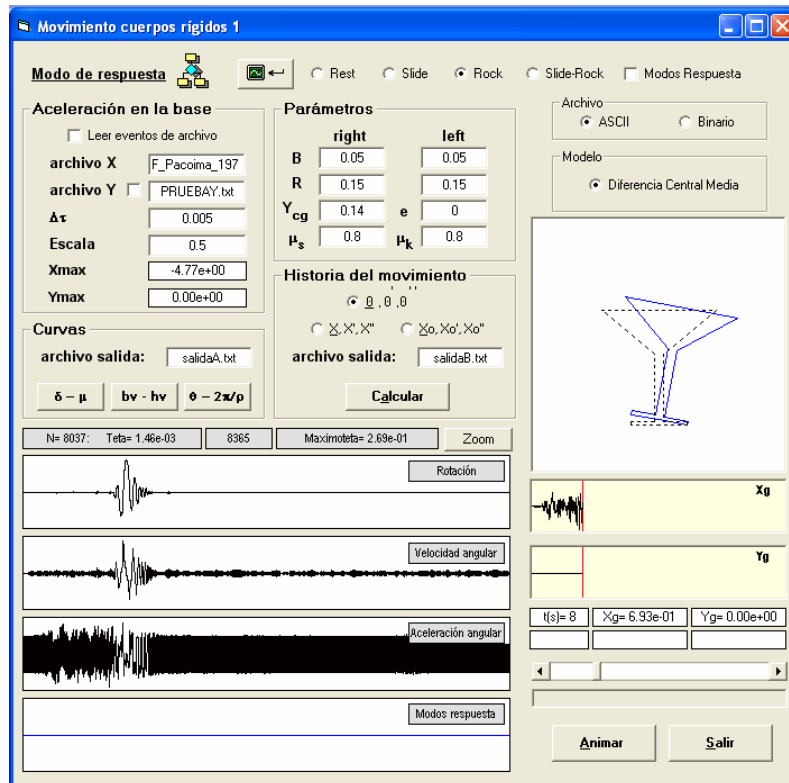 Movimiento cuerpos rígidos 1
Modo de respuesta
Rest
Slide
Rock
Slide-Rock
Modos Respuesta
Aceleración en la base
Leer eventos de archivo
archivo X F_Pacoima_197
archivo Y PRUEBAY.txt
Δτ 0.005
Escala 0.5
Xmax -4.77e+00
Ymax 0.00e+00
Parámetros
right left
B 0.05 0.05
R 0.15 0.15
Ycg 0.14 e 0
μs 0.8 μk 0.8
Archivo
ASCII
Binario
Modelo
Diferencia Central Media
Historia del movimiento
θ , θ̇ , θ̈
X, X', X''
Xo, Xo', Xo''
archivo salida: salidaB.txt
Calcular
Curvas
archivo salida: salidaA.txt
δ – μ
bv - hv
θ – 2π/ρ
N= 8037: Teta= 1.46e-03
8365
Maximoteta= 2.69e-01
Zoom
Rotación
Velocidad angular
Aceleración angular
Modos respuesta
Xg
Yg
t(s)= 8
Xg= 6.93e-01
Yg= 0.00e+00
Animar
Salir